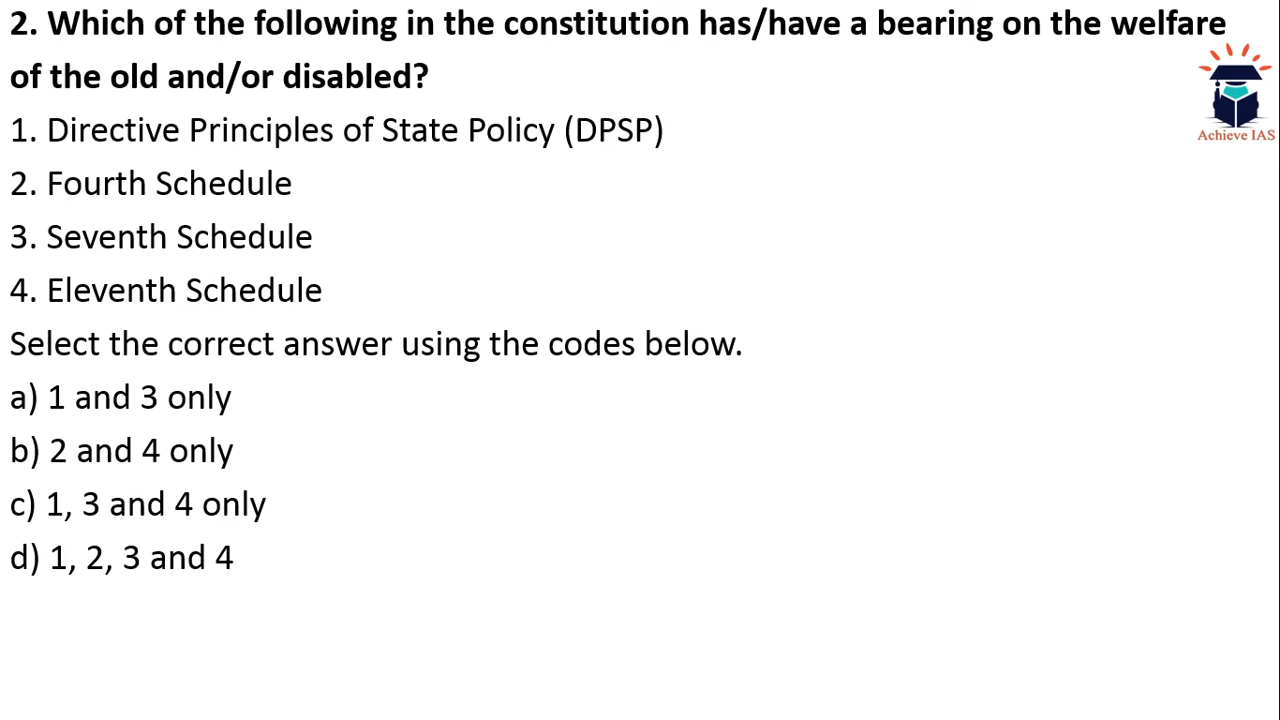 2. Which of the following in the constitution has/have a bearing on the welfare
of the old and/or disabled?
Achieve IAS
1. Directive Principles of State Policy (DPSP)
2. Fourth Schedule
3. Seventh Schedule
4. Eleventh Schedule
Select the correct answer using the codes below.
a) 1 and 3 only
b) 2 and 4 only
c) 1, 3 and 4 only
d) 1, 2, 3 and 4